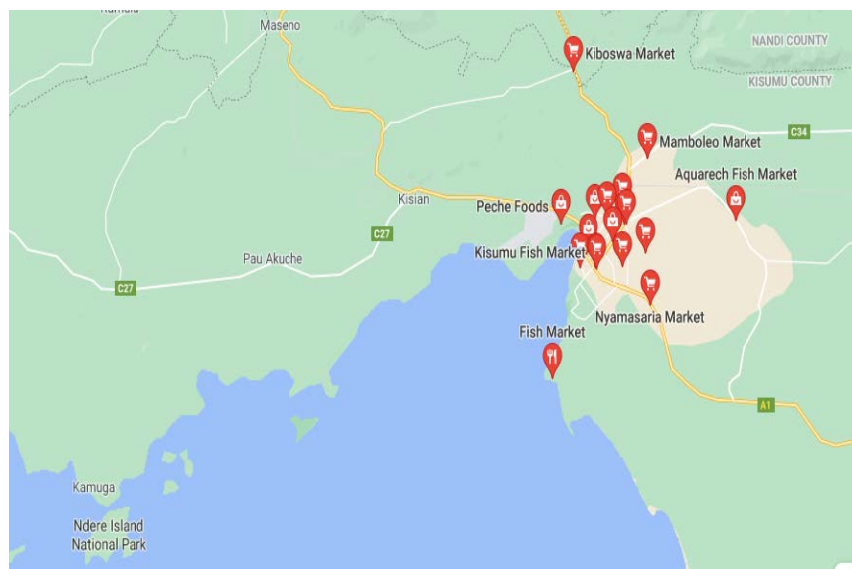 Maseno
NANDI COUNTY
Kiboswa Market
KISUMU COUNTY
C34
Mamboleo Market
Aquarech Fish Market
Kisian
Peche Foods
C27
Pau Akuche
Kisumu Fish Market
C27
Nyamasaria Market
Fish Market
A1
Kamuga
Ndere Island
National Park